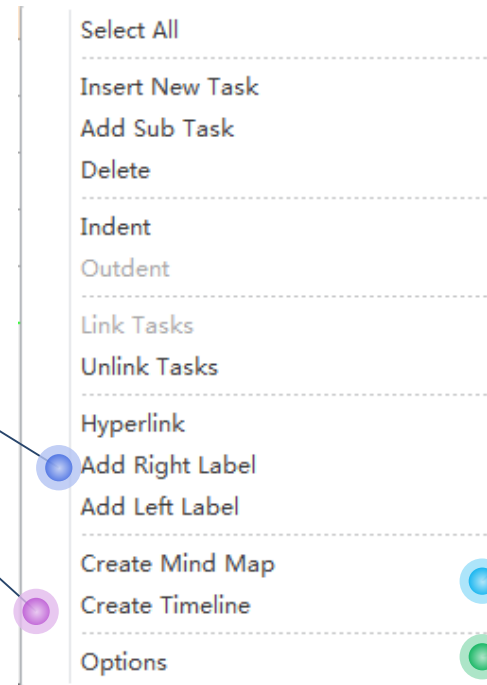 Select All
Insert New Task
Add Sub Task
Delete
Indent
Outdent
Link Tasks
Unlink Tasks
Hyperlink
Add Right Label
Add Left Label
Create Mind Map
Create Timeline
Options